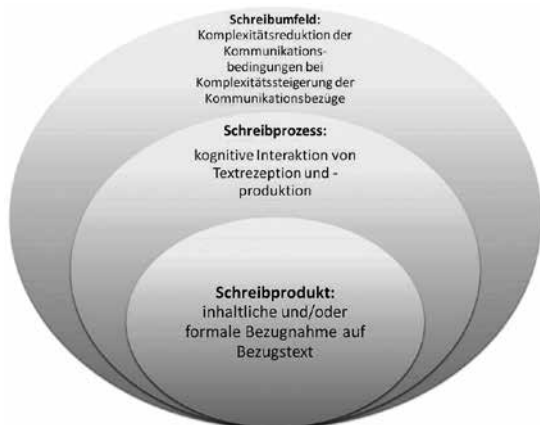 Schreibumfeld:
Komplexitätsreduktion der
Kommunikations-
bedingungen bei
Komplexitätssteigerung der
Kommunikationsbezüge
Schreibprozess:
kognitive Interaktion von
Textrezeption und -
produktion
Schreibprodukt:
inhaltliche und/oder
formale Bezugnahme auf
Bezugstext